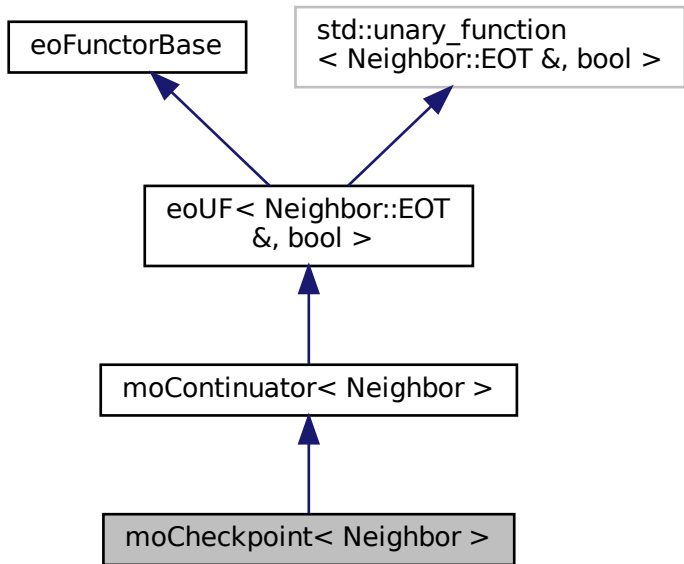 eoFunctorBase
std::unary_function
< Neighbor::EOT &, bool >
eoUF< Neighbor::EOT
&, bool >
moContinuator< Neighbor >
moCheckpoint< Neighbor >